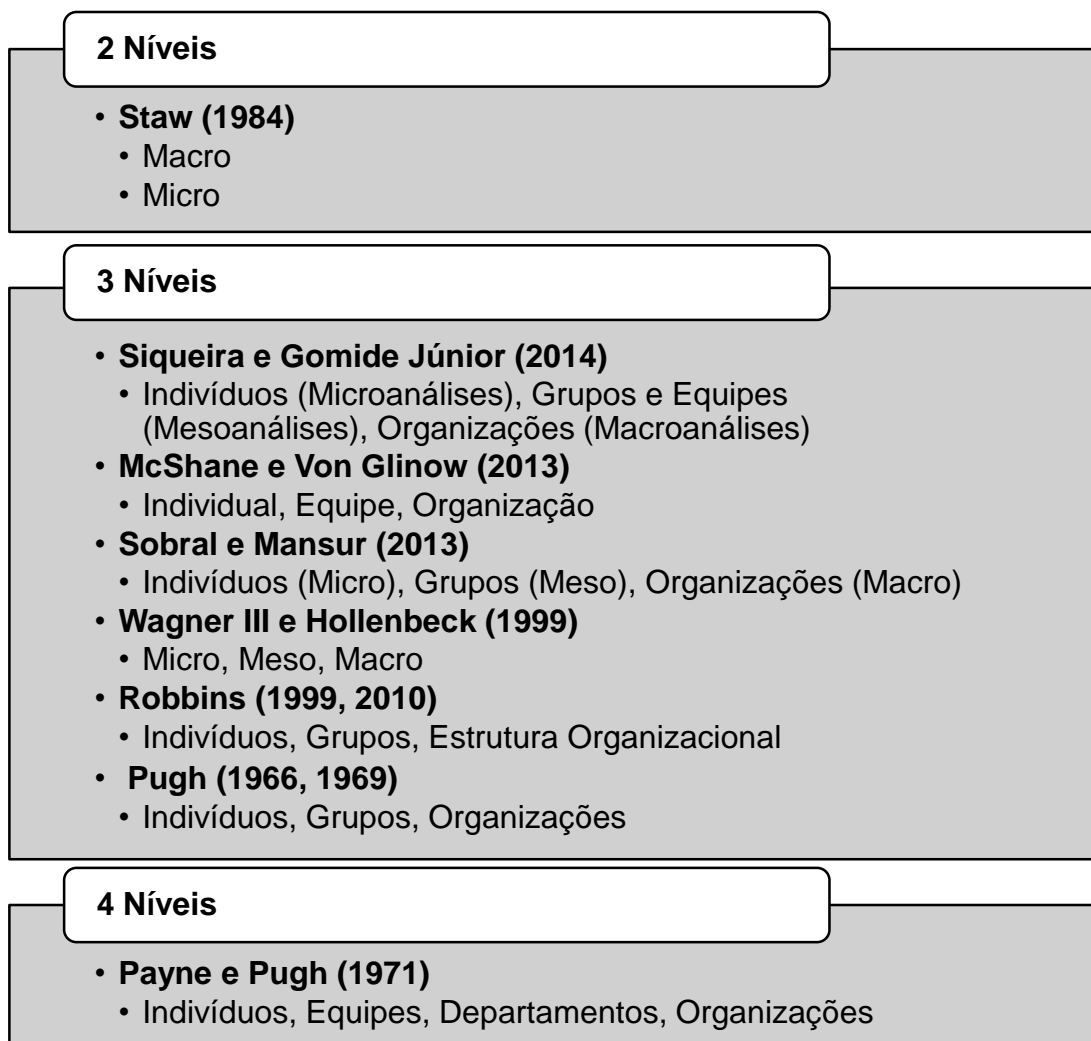 2 Níveis
• Staw (1984)
• Macro
• Micro
3 Níveis
• Siqueira e Gomide Júnior (2014)
• Indivíduos (Microanálises), Grupos e Equipes
(Mesoanálises), Organizações (Macroanálises)
• McShane e Von Glinow (2013)
• Individual, Equipe, Organização
• Sobral e Mansur (2013)
• Indivíduos (Micro), Grupos (Meso), Organizações (Macro)
• Wagner III e Hollenbeck (1999)
• Micro, Meso, Macro
• Robbins (1999, 2010)
• Indivíduos, Grupos, Estrutura Organizacional
• Pugh (1966, 1969)
• Indivíduos, Grupos, Organizações
4 Níveis
• Payne e Pugh (1971)
• Indivíduos, Equipes, Departamentos, Organizações